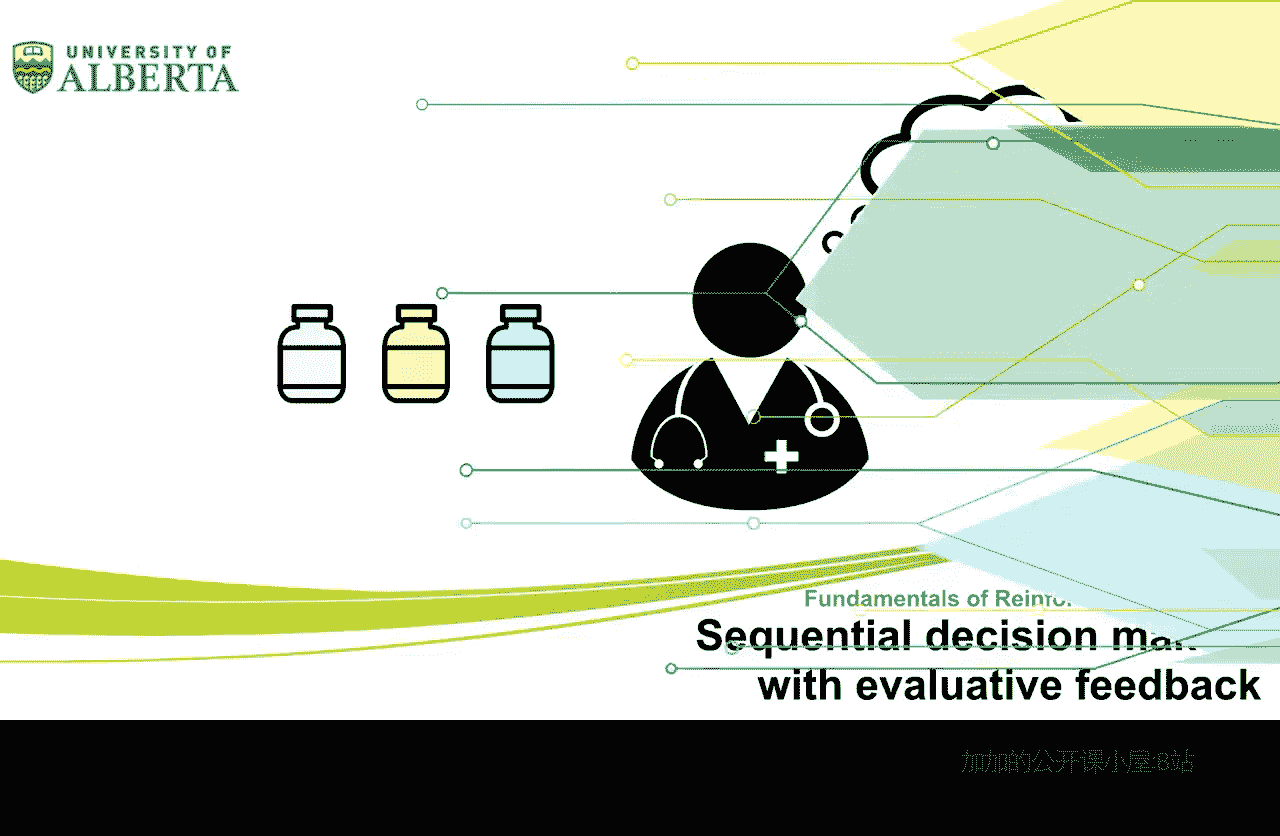 UNIVERSITY OF
ALBERTA
Fundamentals of
Sequential decision
with evaluative feedback
加加的公开课小屋:B站